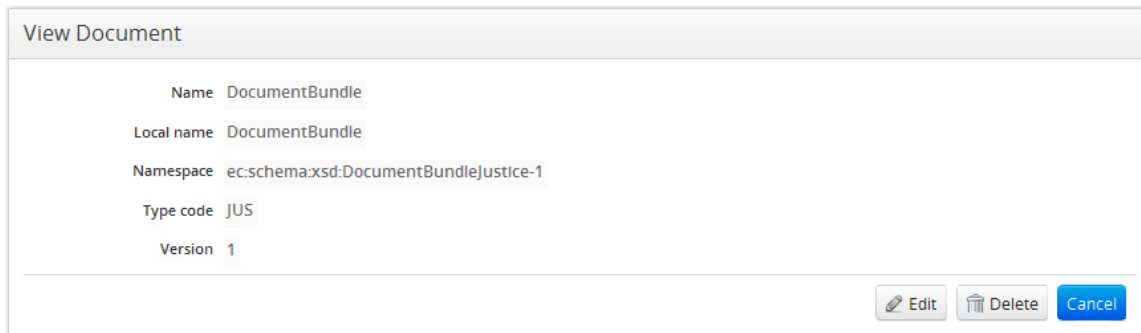 View Document
Name DocumentBundle
Local name DocumentBundle
Namespace ec:schema:xsd:DocumentBundleJustice-1
Type code JUS
Version 1
Edit Delete Cancel